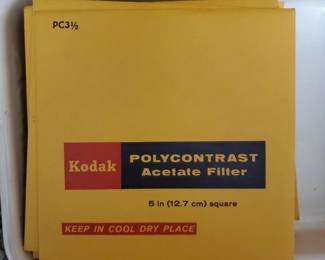 PC3½
Kodak
POLYCONTRAST
Acetate Filter
5 in (12.7 cm) square
KEEP IN COOL DRY PLACE